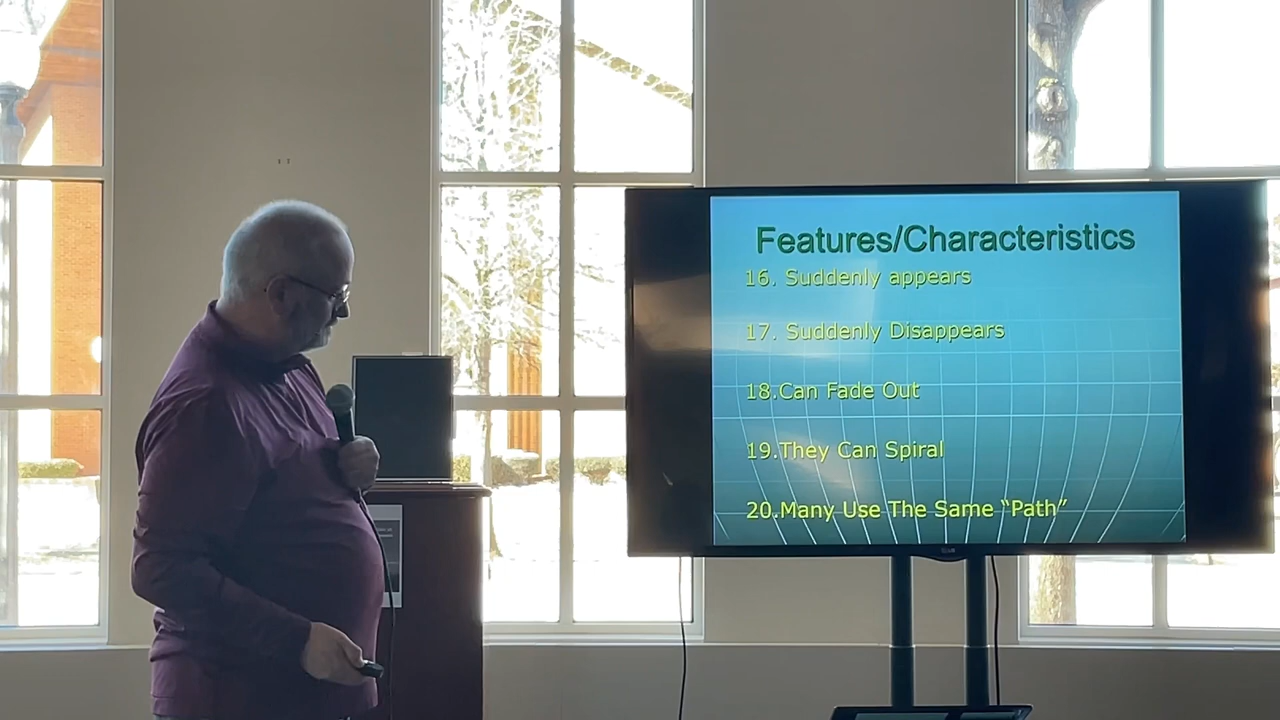 Features/Characteristics
16. Suddenly appears
17. Suddenly Disappears
18.Can Fade Out
19.They Can Spiral
20.Many Use The Same “Path”